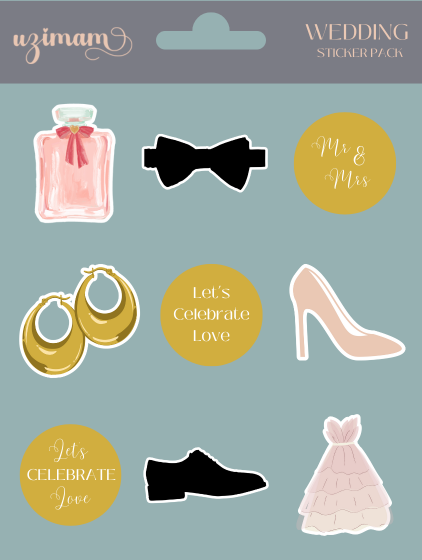 uzimam
WEDDING
STICKER PACK
Mr &
Mrs
Let's
Celebrate
Love
Let's
CELEBRATE
Love